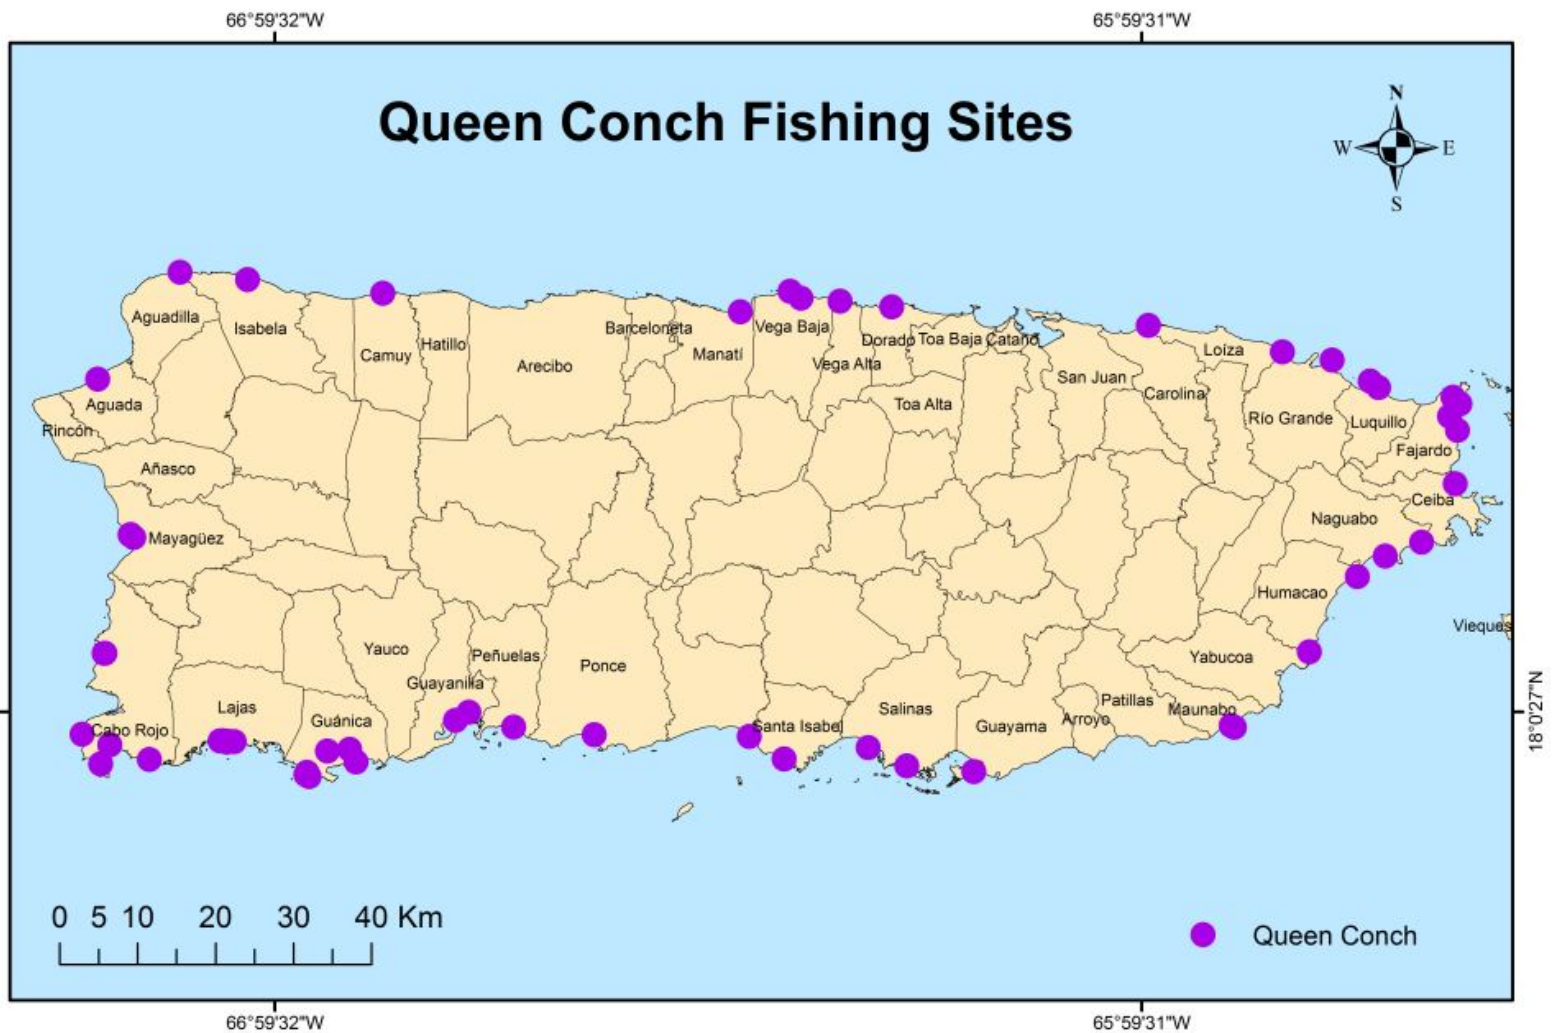 66°59'32"W 65°59'31"W
Queen Conch Fishing Sites
N
W E
S
Aguadilla
Isabela
Camuy
Hatillo
Arecibo
Barceloneta
Manatí
Vega Baja
Vega Alta
Dorado
Toa Baja
Cataño
Toa Alta
San Juan
Carolina
Loíza
Río Grande
Luquillo
Fajardo
Ceiba
Aguada
Rincón
Añasco
Mayagüez
Naguabo
Humacao
Vieques
Yabucoa
Yauco
Peñuelas
Ponce
Guayanilla
Lajas
Guánica
Cabo Rojo
Santa Isabel
Salinas
Guayama
Arroyo
Patillas
Maunabo
18°0'27"N
0 5 10 20 30 40 Km
Queen Conch
66°59'32"W 65°59'31"W